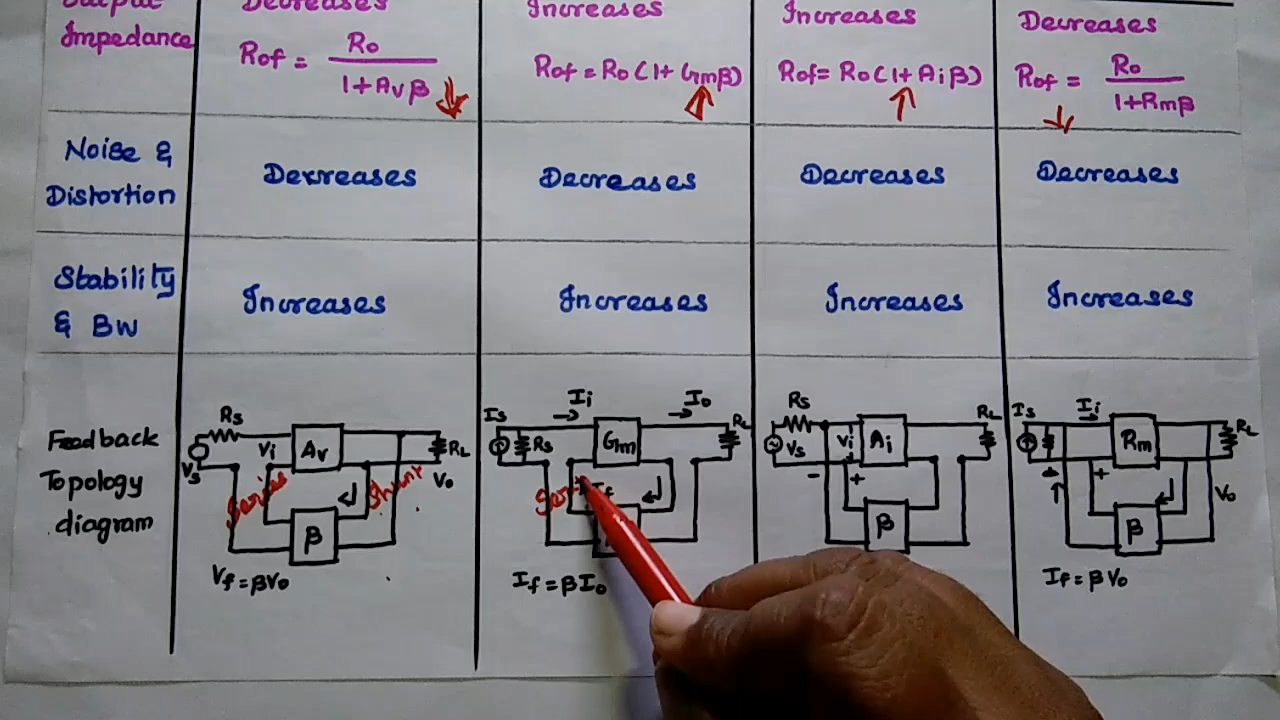 Output
Impedance
Decreases
Rof = Ro / 1+Avβ
Increases
Rof = Ro (1+ Gmβ)
Increases
Rof= Ro (1+ Aiβ)
Decreases
Rof = Ro / 1+Rmβ
Noise &
Distortion
Decreases
Decreases
Decreases
Decreases
Stability
& BW
Increases
Increases
Increases
Increases
Feedback
Topology
diagram
Rs
Vs
Vi
Av
RL
Vo
Series
Shunt
β
Vf = βVo
Is
Ii
Io
Rs
Gm
RL
If = βIo
Rs
Vs
Vi
Ai
RL
-
+
β
Is
Ii
Rm
RL
+
Vo
β
If = βVo